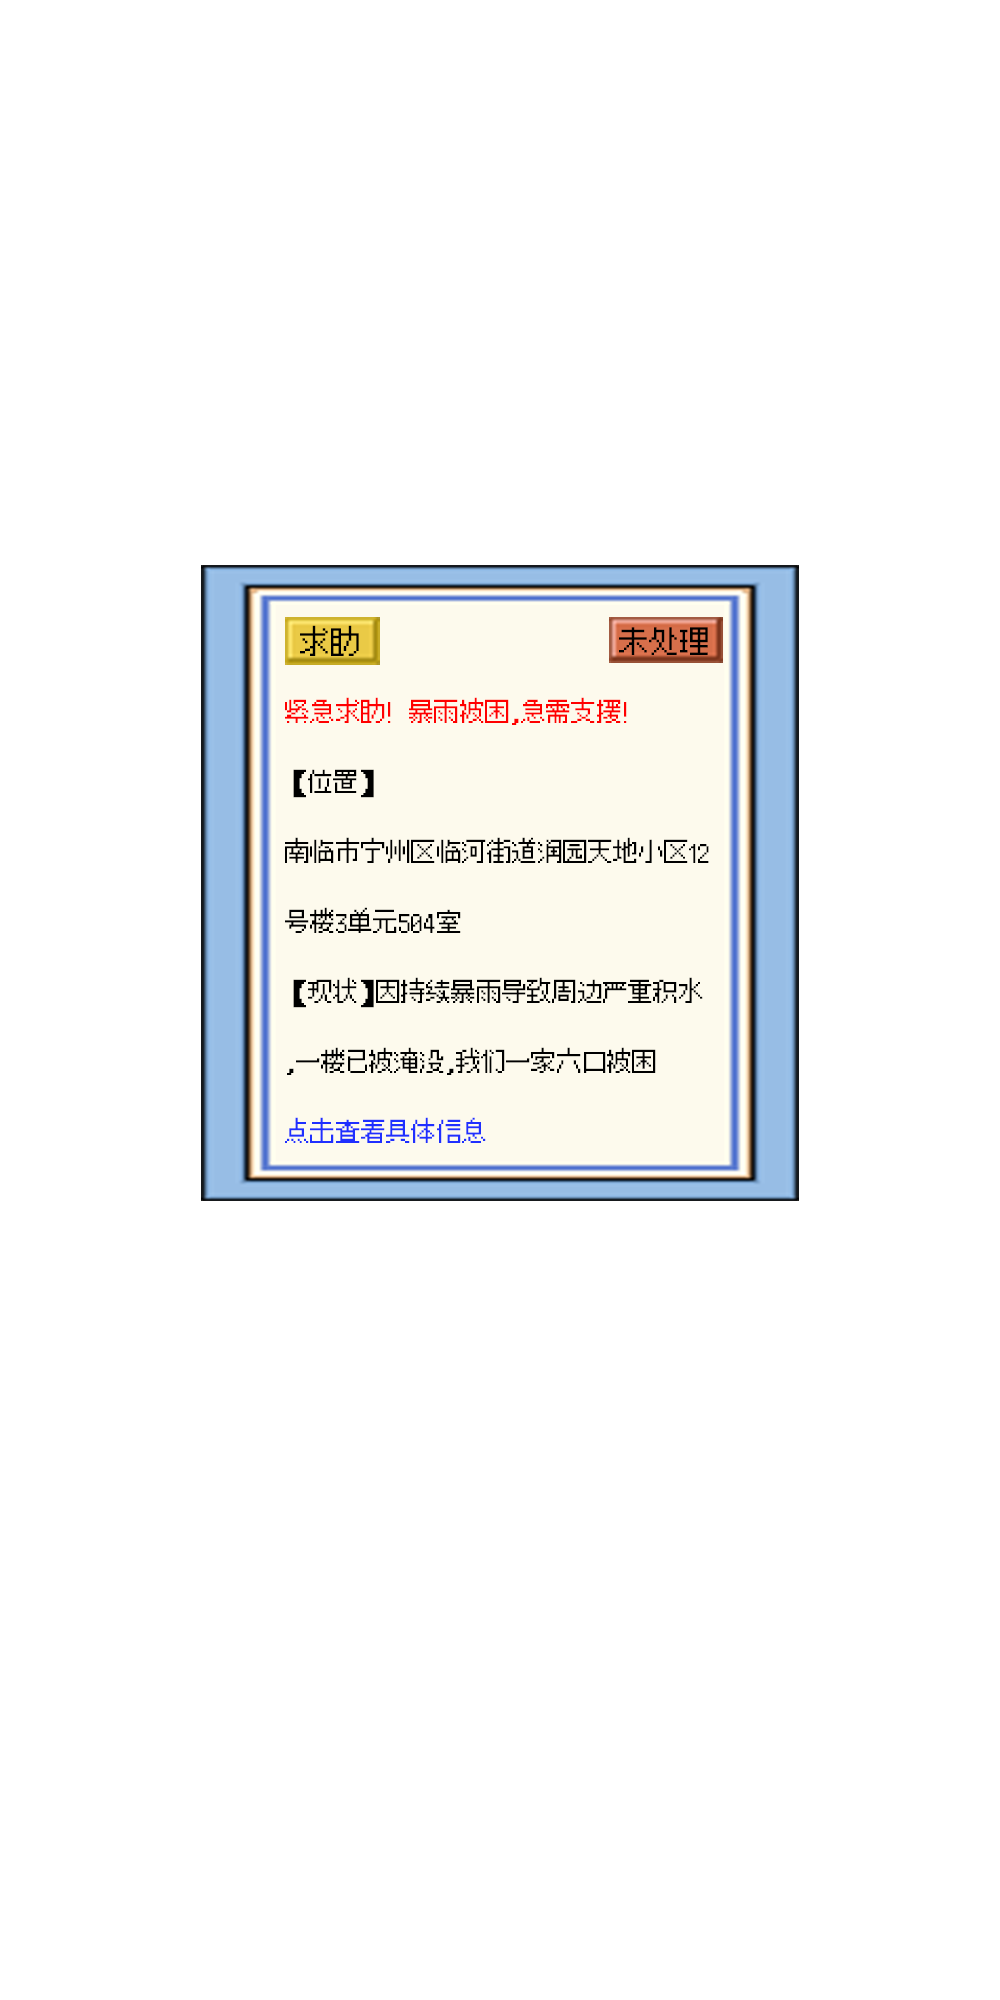 求助 未处理
紧急求助! 暴雨被困,急需支援!
【位置】
南临市宁州区临河街道润园天地小区12
号楼3单元504室
【现状】因持续暴雨导致周边严重积水
,一楼已被淹没,我们一家六口被困
点击查看具体信息